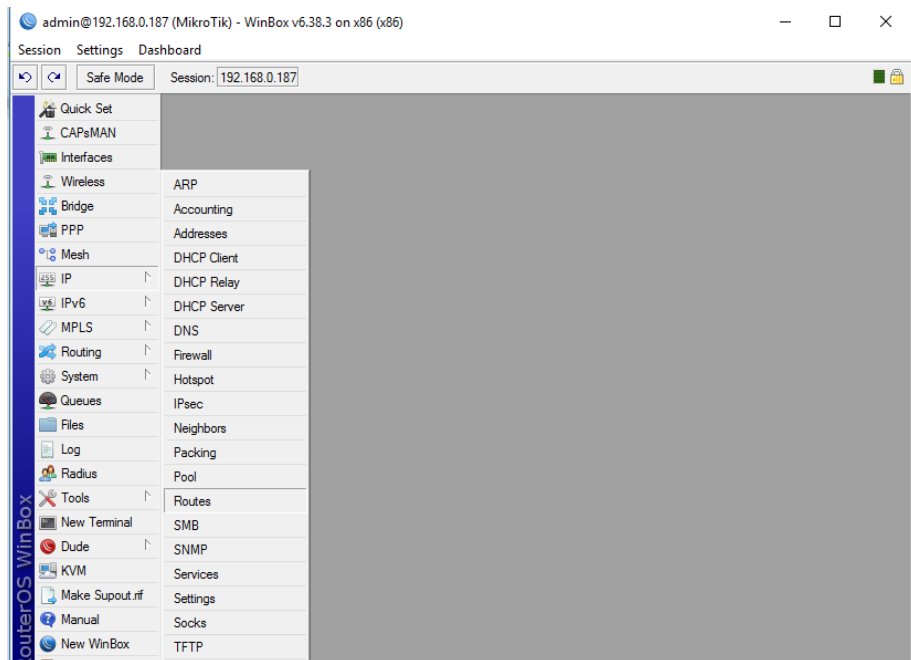 admin@192.168.0.187 (MikroTik) - WinBox v6.38.3 on x86 (x86)
Session Settings Dashboard
Safe Mode Session: 192.168.0.187
Quick Set
CAPsMAN
Interfaces
Wireless
Bridge
PPP
Mesh
IP
IPv6
MPLS
Routing
System
Queues
Files
Log
Radius
Tools
New Terminal
Dude
KVM
Make Supout.rif
Manual
New WinBox
ARP
Accounting
Addresses
DHCP Client
DHCP Relay
DHCP Server
DNS
Firewall
Hotspot
IPsec
Neighbors
Packing
Pool
Routes
SMB
SNMP
Services
Settings
Socks
TFTP
outerOS WinBox